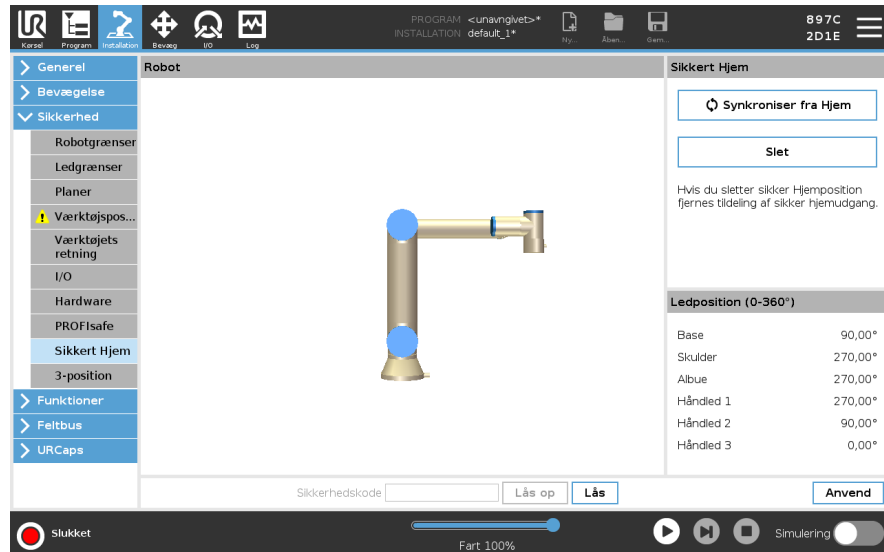 UR
PROGRAM <unavngivet>*
INSTALLATION default_1*
897C
2D1E
Kørsel Program Installation Bevæg I/O Log
Ny... Åben... Gem...
Generel
Bevægelse
Sikkerhed
Robotgrænser
Ledgrænser
Planer
Værktøjspos...
Værktøjets
retning
I/O
Hardware
PROFIsafe
Sikkert Hjem
3-position
Funktioner
Feltbus
URCaps
Robot
Sikkert Hjem
Synkroniser fra Hjem
Slet
Hvis du sletter sikker Hjemposition
fjernes tildeling af sikker hjemudgang.
Ledposition (0-360°)
Base 90,00°
Skulder 270,00°
Albue 270,00°
Håndled 1 270,00°
Håndled 2 90,00°
Håndled 3 0,00°
Sikkerhedskode Lås op Lås Anvend
Slukket
Fart 100%
Simulering